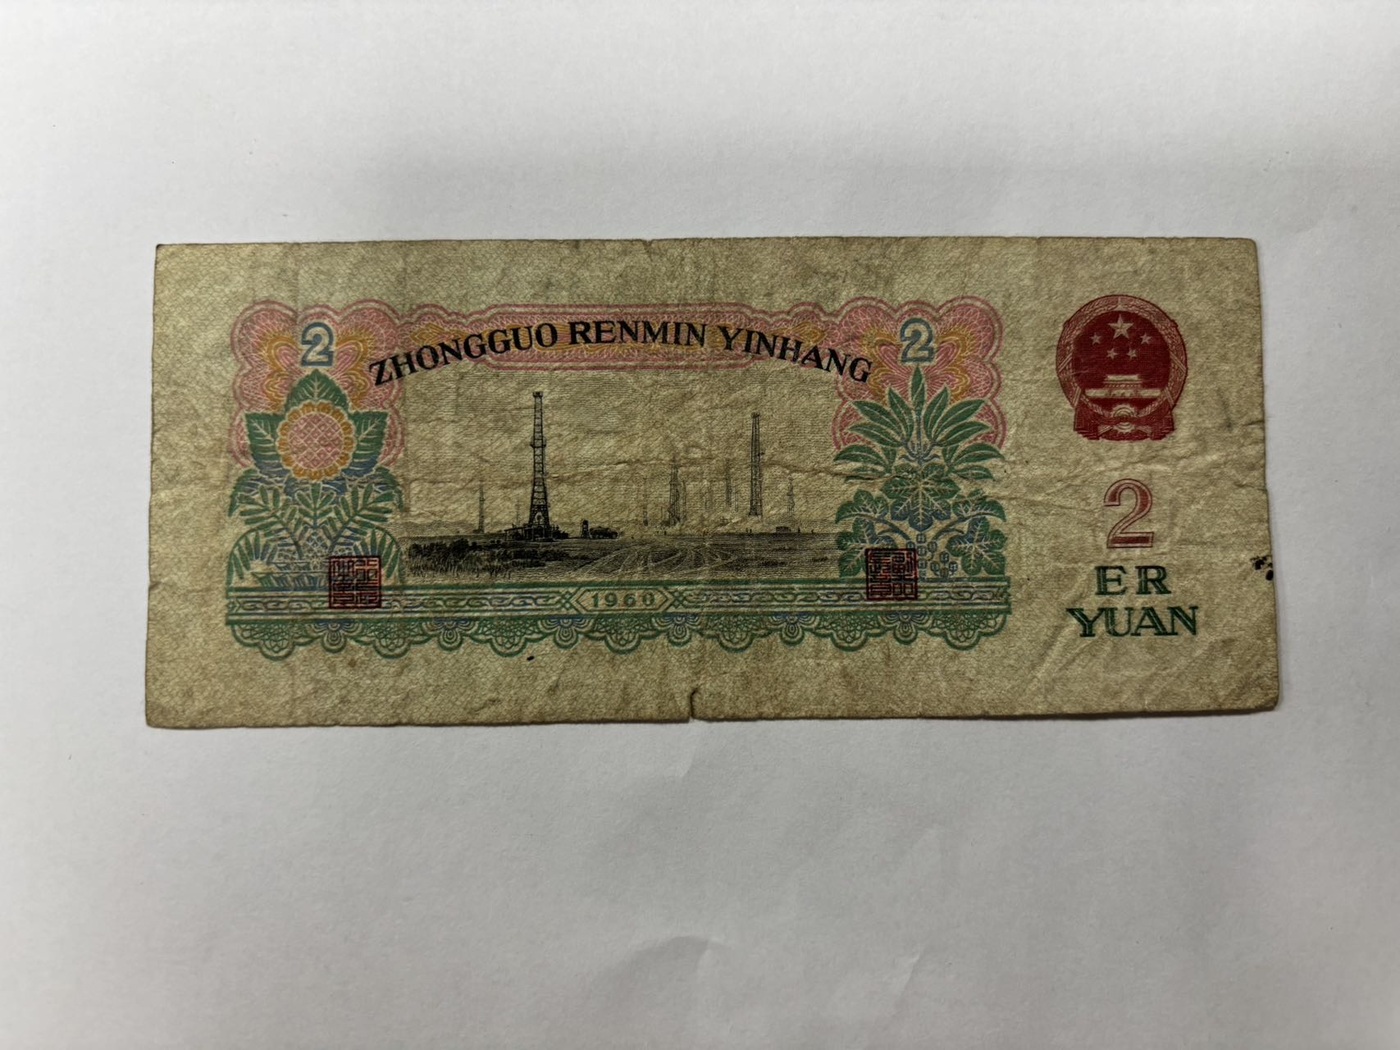 2
ZHONGGUO RENMIN YINHANG
2
1960
2
ER
YUAN